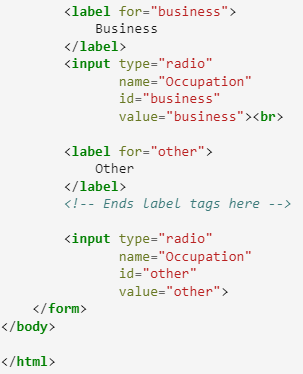 <label for="business">
Business
</label>
<input type="radio"
name="Occupation"
id="business"
value="business"><br>
<label for="other">
Other
</label>
<!-- Ends label tags here -->
<input type="radio"
name="Occupation"
id="other"
value="other">
</form>
</body>
</html>